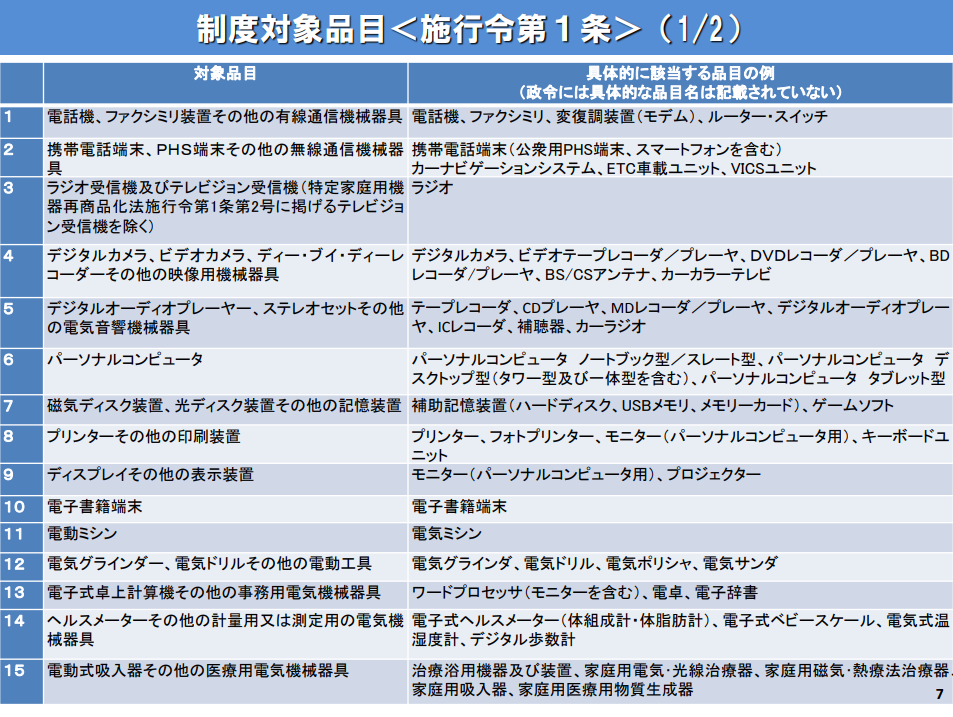 制度対象品目＜施行令第１条＞（1/2）
対象品目
具体的に該当する品目の例
（政令には具体的な品目名は記載されていない）
1
電話機、ファクシミリ装置その他の有線通信機械器具
電話機、ファクシミリ、変復調装置（モデム）、ルーター・スイッチ
2
携帯電話端末、PHS端末その他の無線通信機械器
具
携帯電話端末（公衆用PHS端末、スマートフォンを含む）
カーナビゲーションシステム、ETC車載ユニット、VICSユニット
3
ラジオ受信機及びテレビジョン受信機（特定家庭用機
器再商品化法施行令第1条第2号に掲げるテレビジョ
ン受信機を除く）
ラジオ
4
デジタルカメラ、ビデオカメラ、ディー・ブイ・ディーレ
コーダーその他の映像用機械器具
デジタルカメラ、ビデオテープレコーダ／プレーヤ、DVDレコーダ／プレーヤ、BD
レコーダ/プレーヤ、BS/CSアンテナ、カーカラーテレビ
5
デジタルオーディオプレーヤー、ステレオセットその他
の電気音響機械器具
テープレコーダ、CDプレーヤ、MDレコーダ／プレーヤ、デジタルオーディオプレー
ヤ、ICレコーダ、補聴器、カーラジオ
6
パーソナルコンピュータ
パーソナルコンピュータ　ノートブック型／スレート型、パーソナルコンピュータ　デ
スクトップ型（タワー型及び一体型を含む）、パーソナルコンピュータ　タブレット型
7
磁気ディスク装置、光ディスク装置その他の記憶装置
補助記憶装置（ハードディスク、USBメモリ、メモリーカード）、ゲームソフト
8
プリンターその他の印刷装置
プリンター、フォトプリンター、モニター（パーソナルコンピュータ用）、キーボードユ
ニット
9
ディスプレイその他の表示装置
モニター（パーソナルコンピュータ用）、プロジェクター
10
電子書籍端末
電子書籍端末
11
電動ミシン
電気ミシン
12
電気グラインダー、電気ドリルその他の電動工具
電気グラインダ、電気ドリル、電気ポリシャ、電気サンダ
13
電子式卓上計算機その他の事務用電気機械器具
ワードプロセッサ（モニターを含む）、電卓、電子辞書
14
ヘルスメーターその他の計量用又は測定用の電気機
械器具
電子式ヘルスメーター（体組成計・体脂肪計）、電子式ベビースケール、電気式温
湿度計、デジタル歩数計
15
電動式吸入器その他の医療用電気機械器具
治療浴用機器及び装置、家庭用電気・光線治療器、家庭用磁気・熱療法治療器、
家庭用吸入器、家庭用医療用物質生成器
7